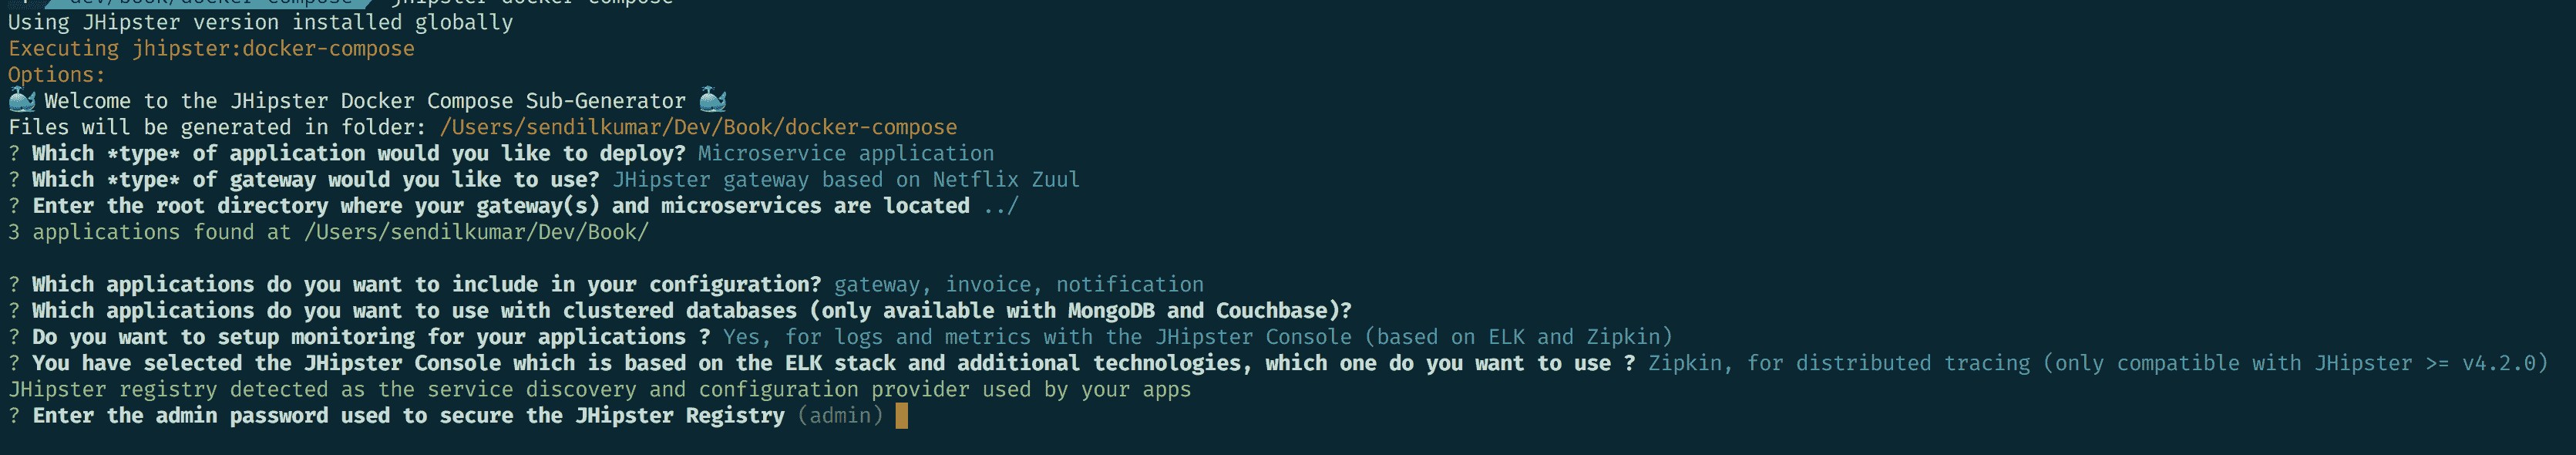 dev/book/docker-compose jhipster docker-compose
Using JHipster version installed globally
Executing jhipster:docker-compose
Options:
Welcome to the JHipster Docker Compose Sub-Generator
Files will be generated in folder: /Users/sendilkumar/Dev/Book/docker-compose
? Which *type* of application would you like to deploy? Microservice application
? Which *type* of gateway would you like to use? JHipster gateway based on Netflix Zuul
? Enter the root directory where your gateway(s) and microservices are located ../
3 applications found at /Users/sendilkumar/Dev/Book/
? Which applications do you want to include in your configuration? gateway, invoice, notification
? Which applications do you want to use with clustered databases (only available with MongoDB and Couchbase)?
? Do you want to setup monitoring for your applications ? Yes, for logs and metrics with the JHipster Console (based on ELK and Zipkin)
? You have selected the JHipster Console which is based on the ELK stack and additional technologies, which one do you want to use ? Zipkin, for distributed tracing (only compatible with JHipster >= v4.2.0)
JHipster registry detected as the service discovery and configuration provider used by your apps
? Enter the admin password used to secure the JHipster Registry (admin)